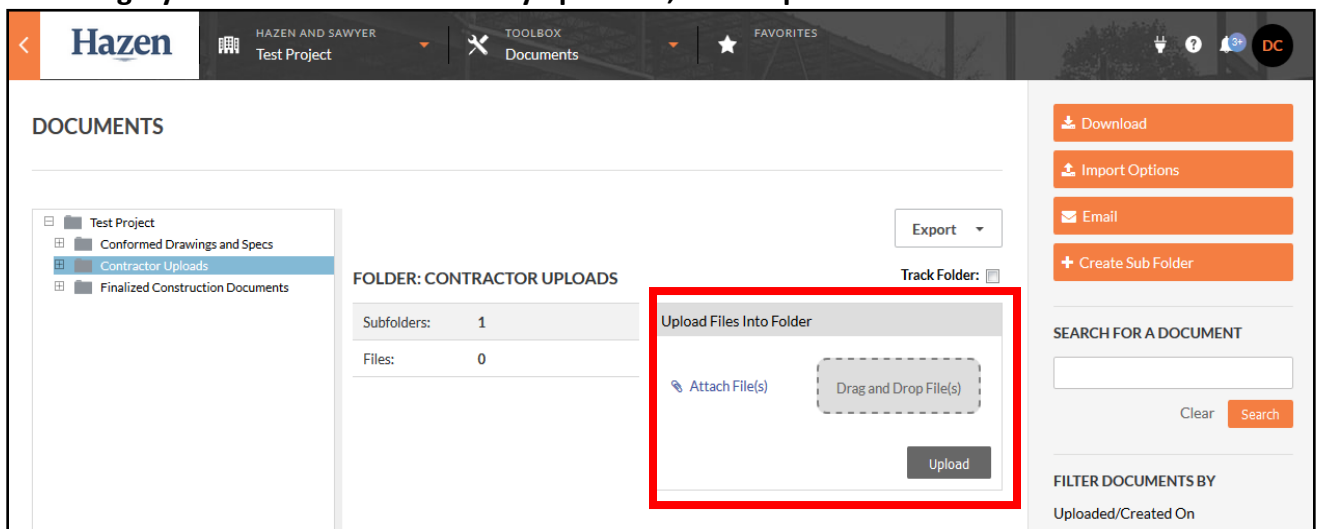 Hazen
HAZEN AND SAWYER
Test Project
TOOLBOX
Documents
FAVORITES
3+
DC
DOCUMENTS
Test Project
Conformed Drawings and Specs
Contractor Uploads
Finalized Construction Documents
Export
FOLDER: CONTRACTOR UPLOADS
Track Folder:
Subfolders: 1
Files: 0
Upload Files Into Folder
Attach File(s)
Drag and Drop File(s)
Upload
Download
Import Options
Email
Create Sub Folder
SEARCH FOR A DOCUMENT
Clear Search
FILTER DOCUMENTS BY
Uploaded/Created On